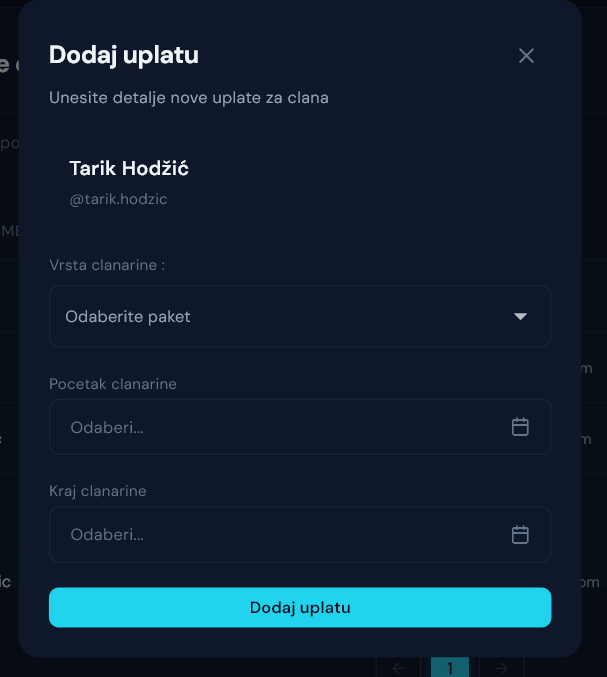 Dodaj uplatu
Unesite detalje nove uplate za clana
Tarik Hodžić
@tarik.hodzic
Vrsta clanarine :
Odaberite paket
Pocetak clanarine
Odaberi...
Kraj clanarine
Odaberi...
Dodaj uplatu
1